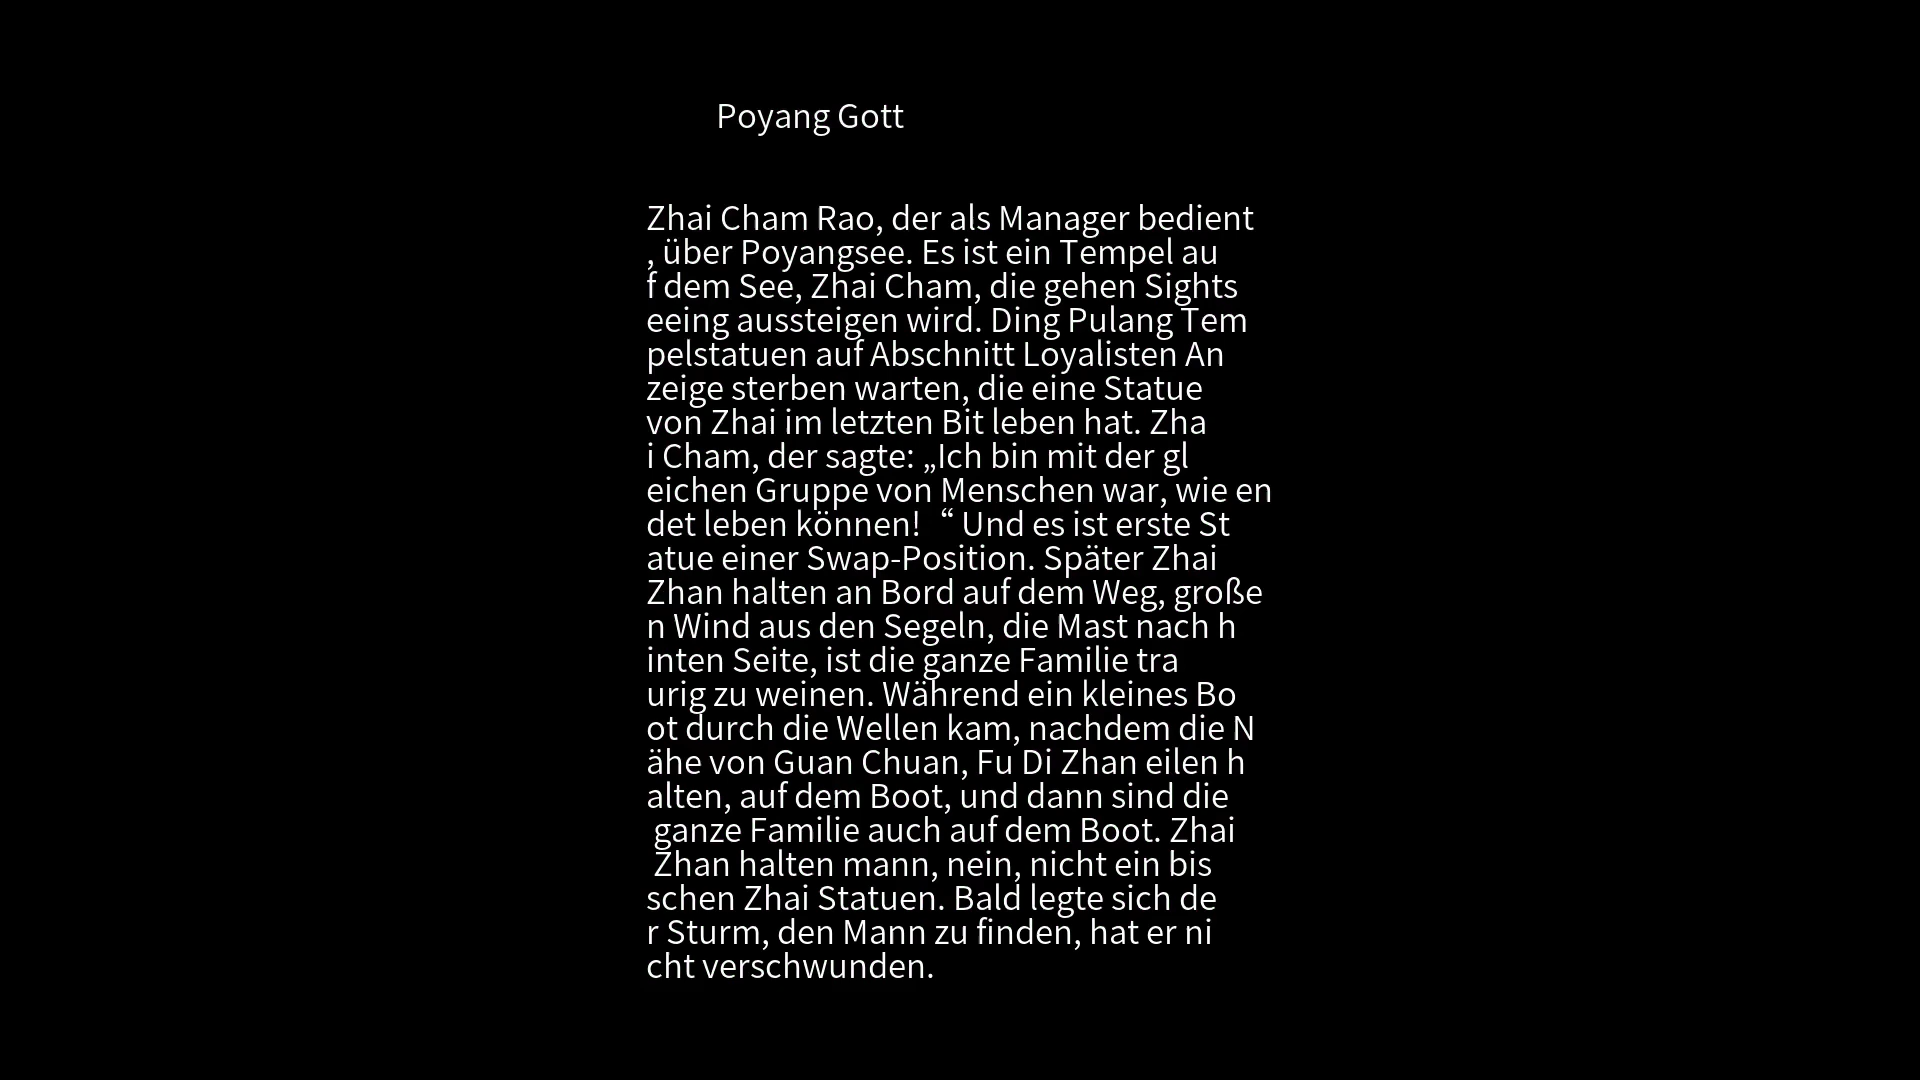 Poyang Gott
Zhai Cham Rao, der als Manager bedient
, über Poyangsee. Es ist ein Tempel au
f dem See, Zhai Cham, die gehen Sights
eeing aussteigen wird. Ding Pulang Tem
pelstatuen auf Abschnitt Loyalisten An
zeige sterben warten, die eine Statue
von Zhai im letzten Bit leben hat. Zha
i Cham, der sagte: „Ich bin mit der gl
eichen Gruppe von Menschen war, wie en
det leben können! “ Und es ist erste St
atue einer Swap-Position. Später Zhai
Zhan halten an Bord auf dem Weg, große
n Wind aus den Segeln, die Mast nach h
inten Seite, ist die ganze Familie tra
urig zu weinen. Während ein kleines Bo
ot durch die Wellen kam, nachdem die N
ähe von Guan Chuan, Fu Di Zhan eilen h
alten, auf dem Boot, und dann sind die
ganze Familie auch auf dem Boot. Zhai
Zhan halten mann, nein, nicht ein bis
schen Zhai Statuen. Bald legte sich de
r Sturm, den Mann zu finden, hat er ni
cht verschwunden.